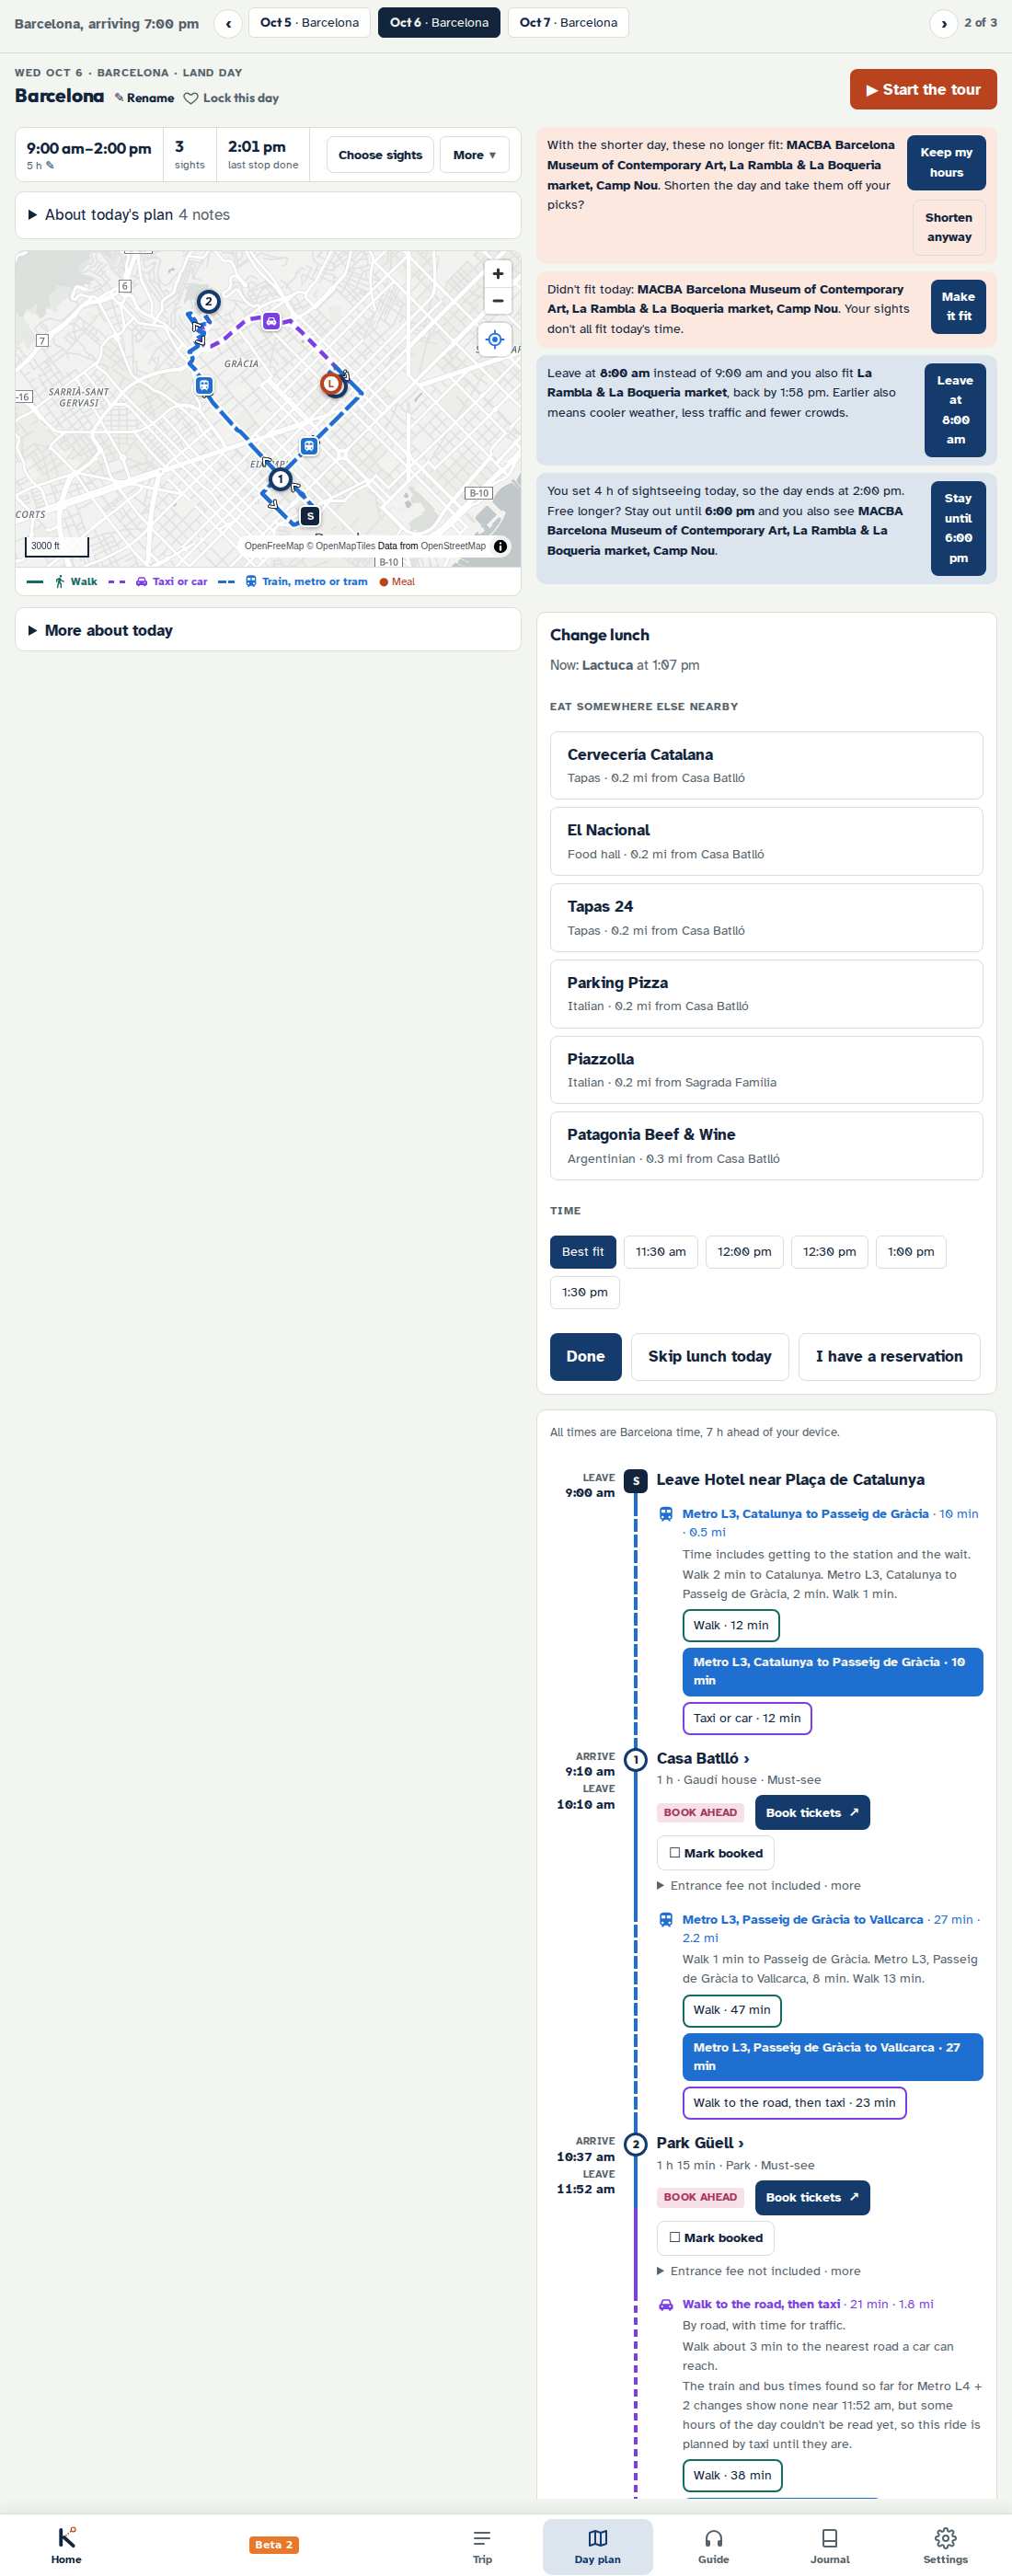 Barcelona, arriving 7:00 pm
‹
Oct 5 · Barcelona
Oct 6 · Barcelona
Oct 7 · Barcelona
›
2 of 3
WED OCT 6 · BARCELONA · LAND DAY
Barcelona ✎ Rename Lock this day
▶ Start the tour
9:00 am–2:00 pm
5 h ✎
3
sights
2:01 pm
last stop done
Choose sights
More ▼
▶ About today's plan 4 notes
6
7
-16
2
GRÀCIA
SARRIÀ-SANT
GERVASI
L
1
S
CORTS
B-10
B-10
+
−
3000 ft
OpenFreeMap © OpenMapTiles Data from OpenStreetMap
Walk
Taxi or car
Train, metro or tram
Meal
▶ More about today
With the shorter day, these no longer fit: MACBA Barcelona
Museum of Contemporary Art, La Rambla & La Boqueria
market, Camp Nou. Shorten the day and take them off your
picks?
Keep my
hours
Shorten
anyway
Didn't fit today: MACBA Barcelona Museum of Contemporary
Art, La Rambla & La Boqueria market, Camp Nou. Your sights
don't all fit today's time.
Make
it fit
Leave at 8:00 am instead of 9:00 am and you also fit La
Rambla & La Boqueria market, back by 1:58 pm. Earlier also
means cooler weather, less traffic and fewer crowds.
Leave
at
8:00
am
You set 4 h of sightseeing today, so the day ends at 2:00 pm.
Free longer? Stay out until 6:00 pm and you also see MACBA
Barcelona Museum of Contemporary Art, La Rambla & La
Boqueria market, Camp Nou.
Stay
until
6:00
pm
Change lunch
Now: Lactuca at 1:07 pm
EAT SOMEWHERE ELSE NEARBY
Cervecería Catalana
Tapas · 0.2 mi from Casa Batlló
El Nacional
Food hall · 0.2 mi from Casa Batlló
Tapas 24
Tapas · 0.2 mi from Casa Batlló
Parking Pizza
Italian · 0.2 mi from Casa Batlló
Piazzolla
Italian · 0.2 mi from Sagrada Família
Patagonia Beef & Wine
Argentinian · 0.3 mi from Casa Batlló
TIME
Best fit
11:30 am
12:00 pm
12:30 pm
1:00 pm
1:30 pm
Done
Skip lunch today
I have a reservation
All times are Barcelona time, 7 h ahead of your device.
LEAVE
9:00 am
S
Leave Hotel near Plaça de Catalunya
Metro L3, Catalunya to Passeig de Gràcia · 10 min
· 0.5 mi
Time includes getting to the station and the wait.
Walk 2 min to Catalunya. Metro L3, Catalunya to
Passeig de Gràcia, 2 min. Walk 1 min.
Walk · 12 min
Metro L3, Catalunya to Passeig de Gràcia · 10
min
Taxi or car · 12 min
ARRIVE
9:10 am
LEAVE
10:10 am
1
Casa Batlló ›
1 h · Gaudí house · Must-see
BOOK AHEAD
Book tickets ↗
☐ Mark booked
▶ Entrance fee not included · more
Metro L3, Passeig de Gràcia to Vallcarca · 27 min ·
2.2 mi
Walk 1 min to Passeig de Gràcia. Metro L3, Passeig
de Gràcia to Vallcarca, 8 min. Walk 13 min.
Walk · 47 min
Metro L3, Passeig de Gràcia to Vallcarca · 27
min
Walk to the road, then taxi · 23 min
ARRIVE
10:37 am
LEAVE
11:52 am
2
Park Güell ›
1 h 15 min · Park · Must-see
BOOK AHEAD
Book tickets ↗
☐ Mark booked
▶ Entrance fee not included · more
Walk to the road, then taxi · 21 min · 1.8 mi
By road, with time for traffic.
Walk about 3 min to the nearest road a car can
reach.
The train and bus times found so far for Metro L4 +
2 changes show none near 11:52 am, but some
hours of the day couldn't be read yet, so this ride is
planned by taxi until they are.
Walk · 38 min
Home
Beta 2
Trip
Day plan
Guide
Journal
Settings